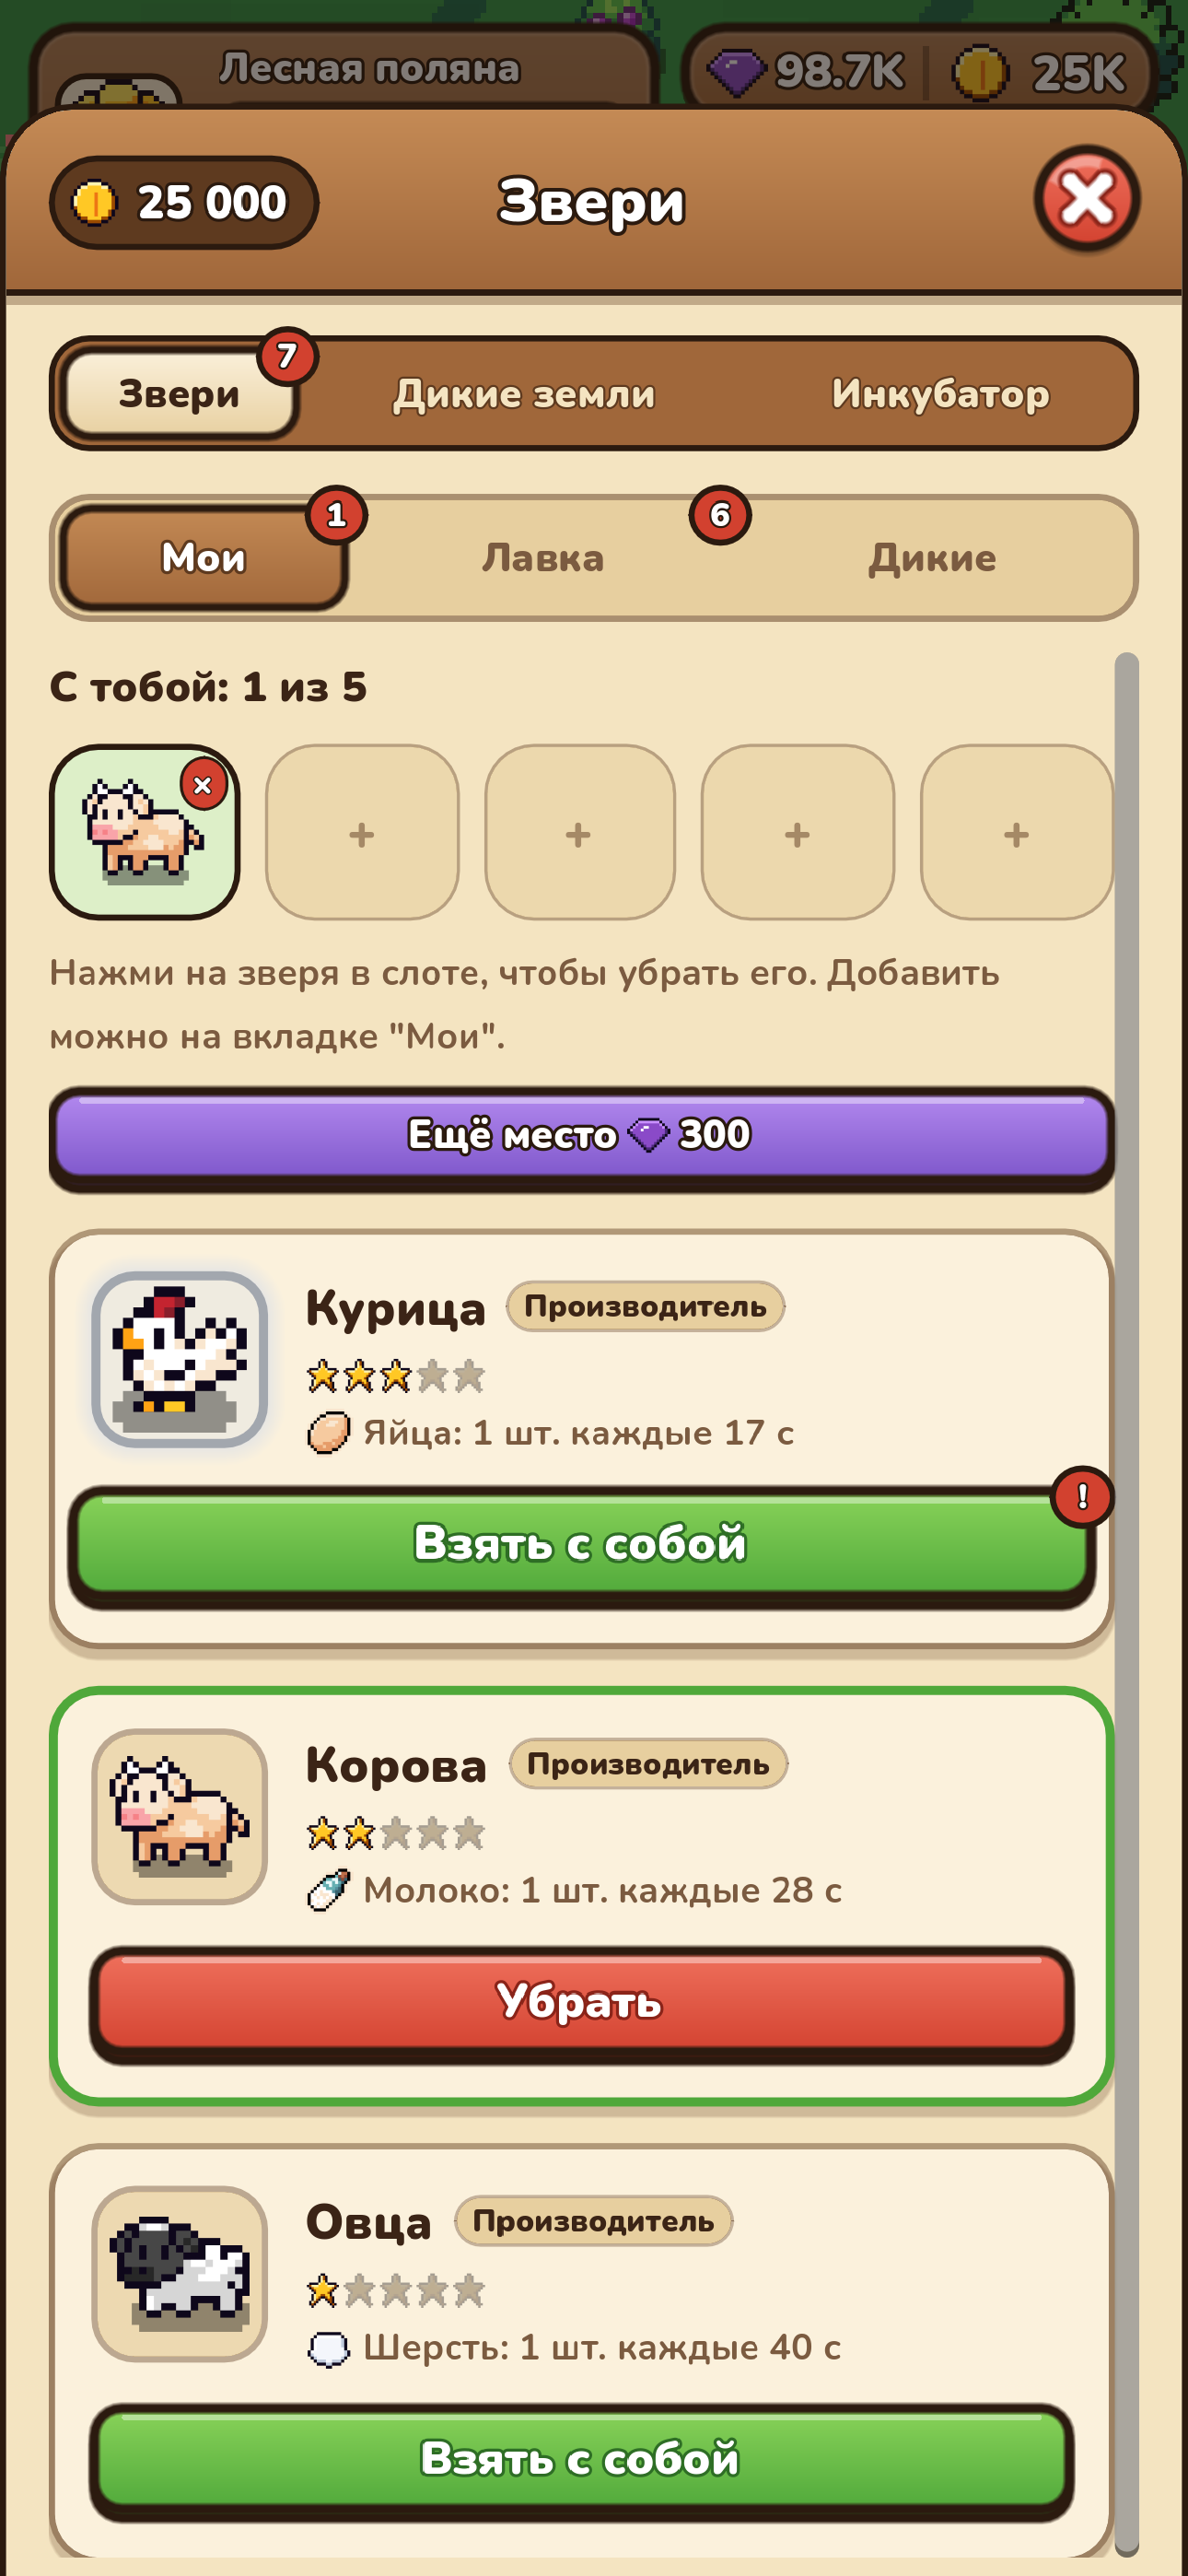 Лесная поляна
98.7K
25K
25 000
Звери
Звери
7
Дикие земли
Инкубатор
Мои
1
Лавка
6
Дикие
С тобой: 1 из 5
+
+
+
+
Нажми на зверя в слоте, чтобы убрать его. Добавить
можно на вкладке "Мои".
Ещё место 300
Курица
Производитель
Яйца: 1 шт. каждые 17 с
!
Взять с собой
Корова
Производитель
Молоко: 1 шт. каждые 28 с
Убрать
Овца
Производитель
Шерсть: 1 шт. каждые 40 с
Взять с собой